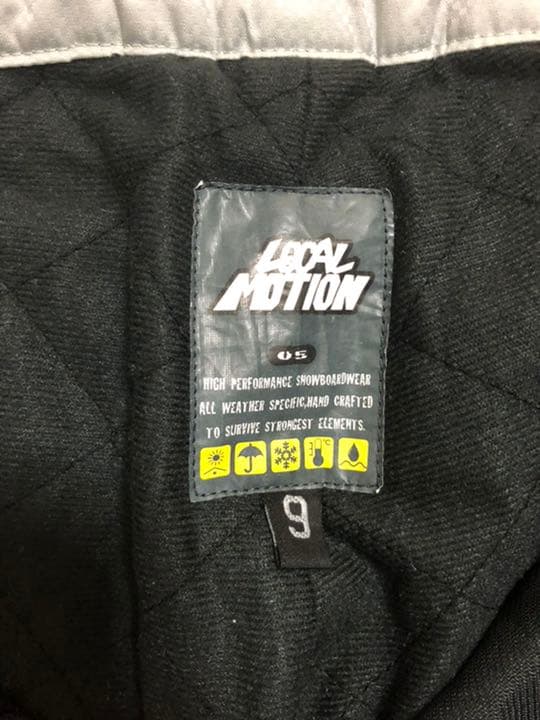 LOCAL
MOTION
05
HIGH PERFORMANCE SNOWBOARDWEAR
ALL WEATHER SPECIFIC,HAND CRAFTED
TO SURVIVE STRONGEST ELEMENTS.
°C
9